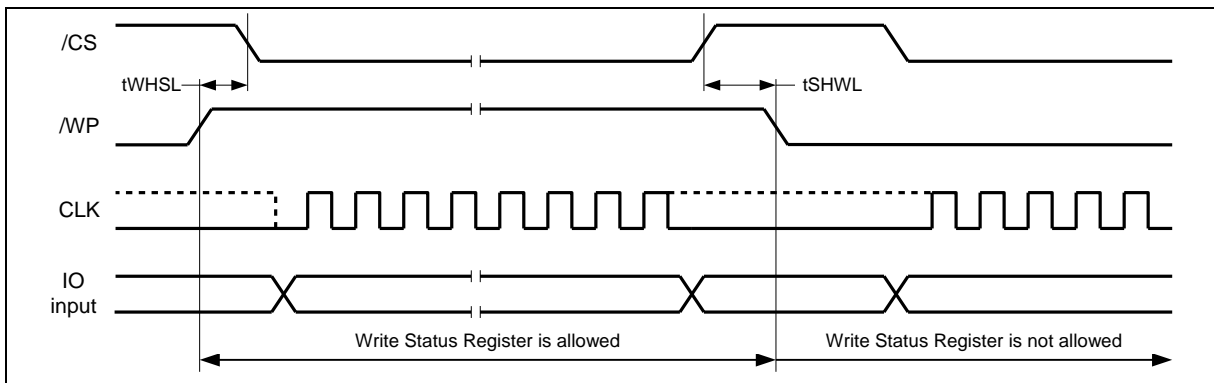 /CS
tWHSL
tSHWL
/WP
CLK
IO
input
Write Status Register is allowed
Write Status Register is not allowed